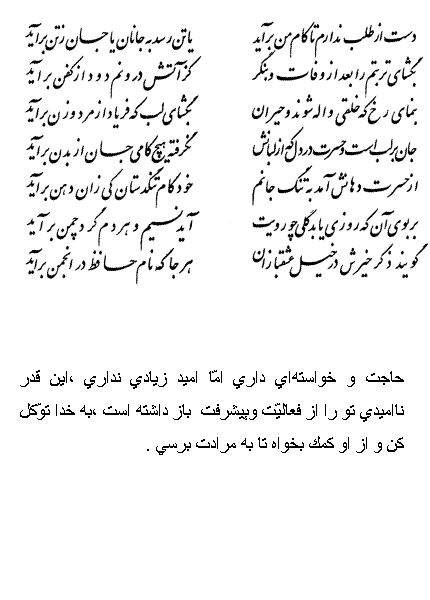 دست از طلب ندارم تا کام من برآید یا تن رسد به جانان یا جان ز تن برآید
بگشای تربتم را بعد از وفات و بنگر کز آتش درونم دود از کفن برآید
بنمای رخ که خلقی واله شوند و حیران بگشای لب که فریاد از مرد و زن برآید
جان بر لب است و حسرت در دل که از لبانش نگرفته هیچ کامی جان از بدن برآید
از حسرت دهانش آمد به تنگ جانم خود کام تنگدستان کی زان دهن برآید
بر بوی آن که روزی یابد گلی چو رویت آید نسیم و هر دم گرد چمن برآید
گویند ذکر خیرش در خیل عشقبازان هر جا که نام حافظ در انجمن برآید
حاجت و خواسته‌اي داري امّا اميد زيادي نداري ،اين قدر
نااميدي تو را از فعاليّت وپيشرفت باز داشته است ،به خدا توّكل
كن و از او كمك بخواه تا به مرادت برسي .